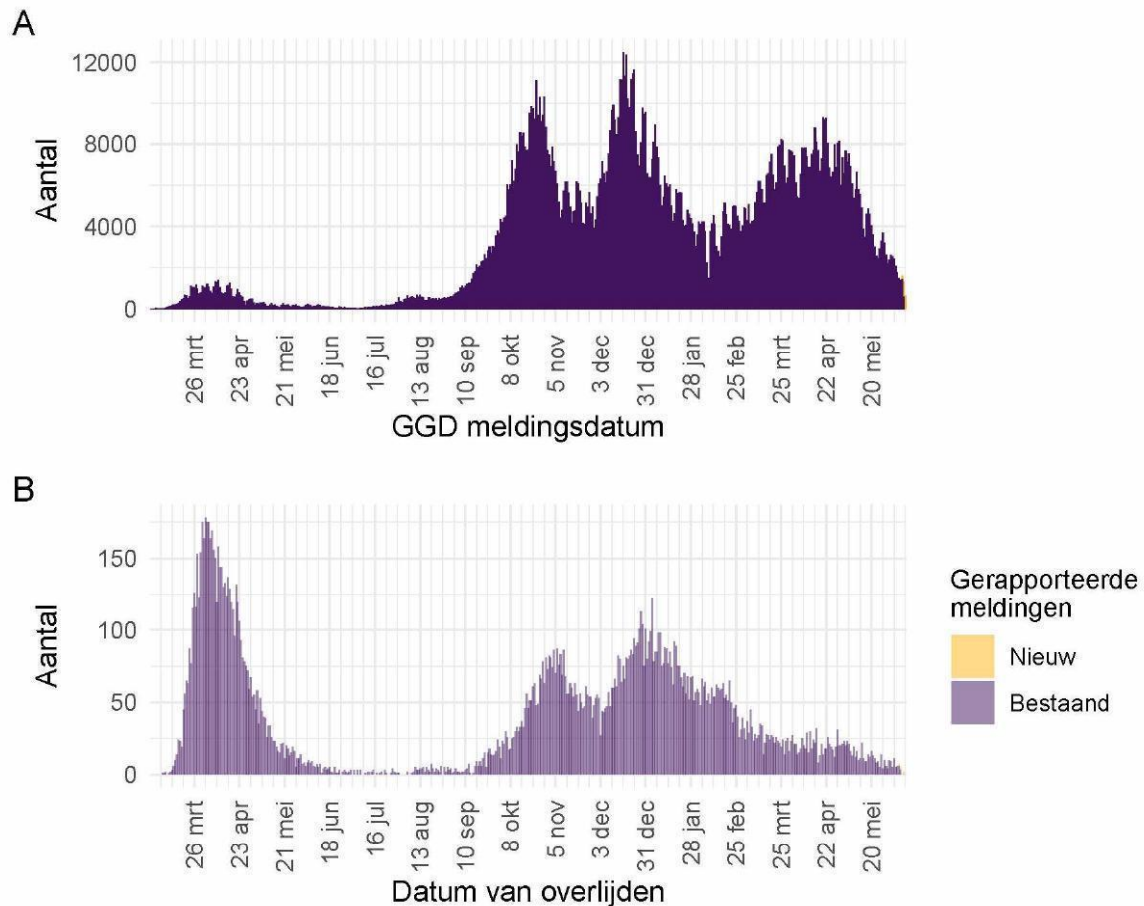 A
12000
8000
4000
0
Aantal
26 mrt
23 apr
21 mei
18 jun
16 jul
13 aug
10 sep
8 okt
5 nov
3 dec
31 dec
28 jan
25 feb
25 mrt
22 apr
20 mei
GGD meldingsdatum
B
150
100
50
0
Aantal
26 mrt
23 apr
21 mei
18 jun
16 jul
13 aug
10 sep
8 okt
5 nov
3 dec
31 dec
28 jan
25 feb
25 mrt
22 apr
20 mei
Datum van overlijden
Gerapporteerde
meldingen
Nieuw
Bestaand